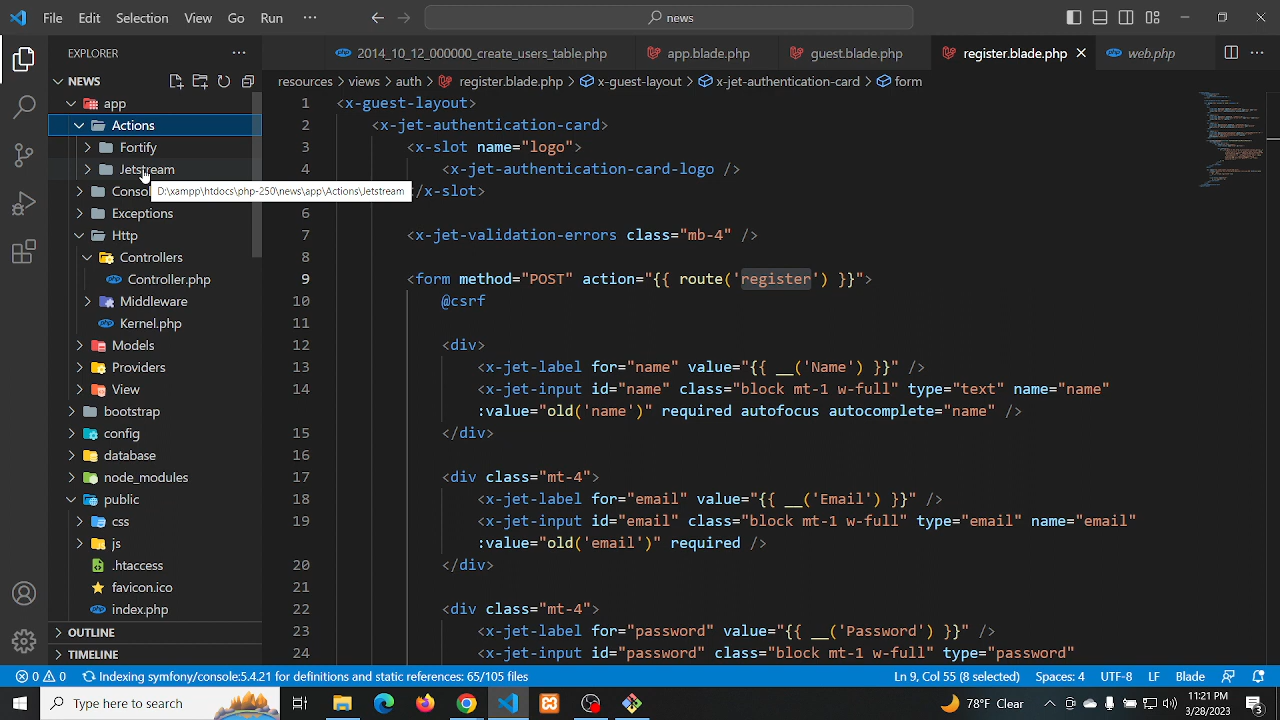 File Edit Selection View Go Run ··· news
EXPLORER ··· 2014_10_12_000000_create_users_table.php app.blade.php guest.blade.php register.blade.php web.php ···
NEWS
resources > views > auth > register.blade.php > x-guest-layout > x-jet-authentication-card > form
app
Actions
Fortify
Jetstream
Consol
D:\xampp\htdocs\php-250\news\app\Actions\Jetstream
Exceptions
Http
Controllers
Controller.php
Middleware
Kernel.php
Models
Providers
View
bootstrap
config
database
node_modules
public
css
js
.htaccess
favicon.ico
index.php
OUTLINE
TIMELINE
1 <x-guest-layout>
2 <x-jet-authentication-card>
3 <x-slot name="logo">
4 <x-jet-authentication-card-logo />
/x-slot>
6
7 <x-jet-validation-errors class="mb-4" />
8
9 <form method="POST" action="{{ route('register') }}">
10 @csrf
11
12 <div>
13 <x-jet-label for="name" value="{{ __('Name') }}" />
14 <x-jet-input id="name" class="block mt-1 w-full" type="text" name="name"
:value="old('name')" required autofocus autocomplete="name" />
15 </div>
16
17 <div class="mt-4">
18 <x-jet-label for="email" value="{{ __('Email') }}" />
19 <x-jet-input id="email" class="block mt-1 w-full" type="email" name="email"
:value="old('email')" required />
20 </div>
21
22 <div class="mt-4">
23 <x-jet-label for="password" value="{{ __('Password') }}" />
24 <x-jet-input id="password" class="block mt-1 w-full" type="password"
0 0 Indexing symfony/console:5.4.21 for definitions and static references: 65/105 files Ln 9, Col 55 (8 selected) Spaces: 4 UTF-8 LF Blade
Type here to search 78°F Clear 11:21 PM
3/28/2023 3